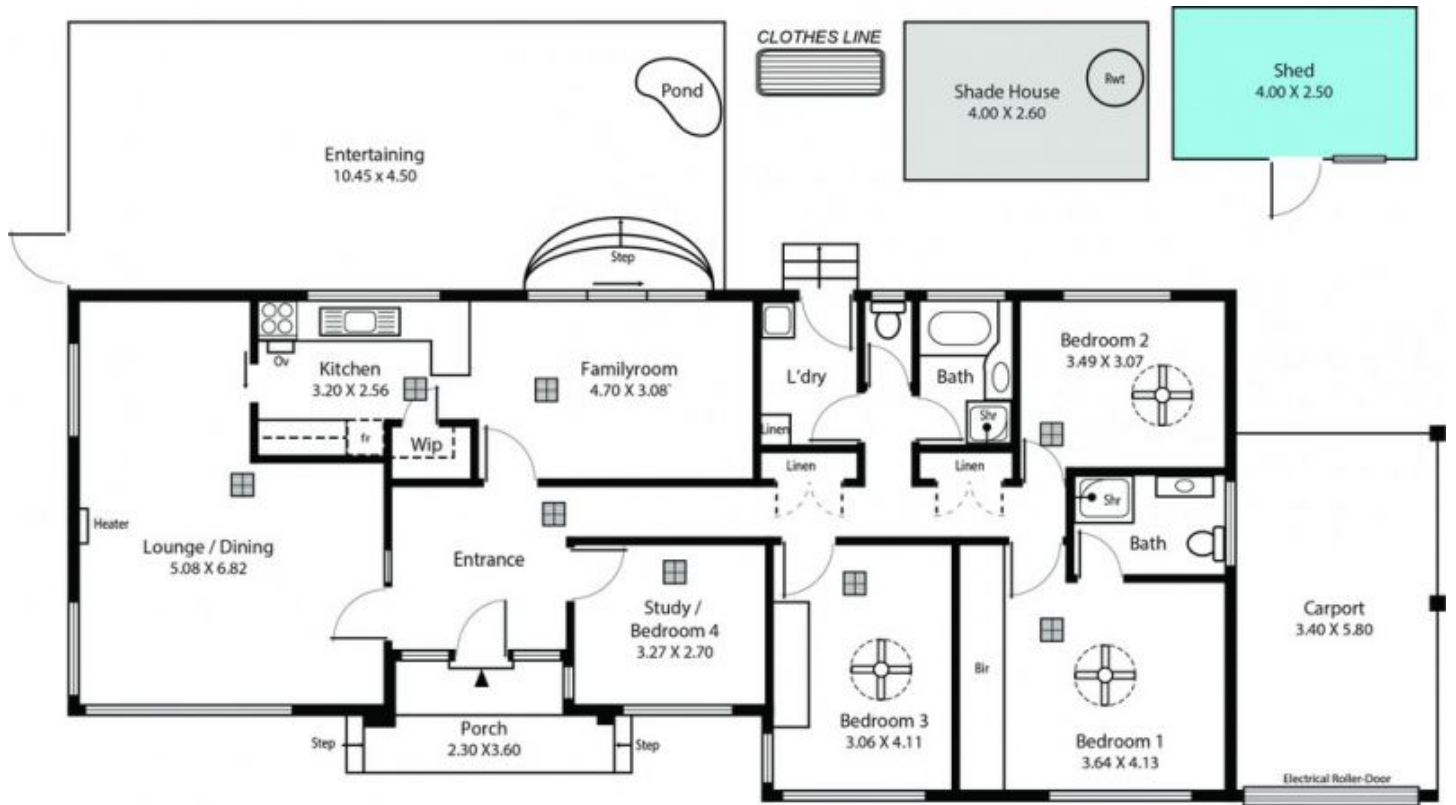 CLOTHES LINE
Pond
Shade House
4.00 X 2.60
Rwt
Shed
4.00 X 2.50
Entertaining
10.45 x 4.50
Step
Ov
Kitchen
3.20 X 2.56
fr
Wip
Familyroom
4.70 X 3.08`
L'dry
Linen
Bath
Shr
Bedroom 2
3.49 X 3.07
Linen
Linen
Shr
Bath
Heater
Lounge / Dining
5.08 X 6.82
Entrance
Study /
Bedroom 4
3.27 X 2.70
Carport
3.40 X 5.80
Bir
Bedroom 3
3.06 X 4.11
Bedroom 1
3.64 X 4.13
Step
Porch
2.30 X3.60
Step
Electrical Roller-Door